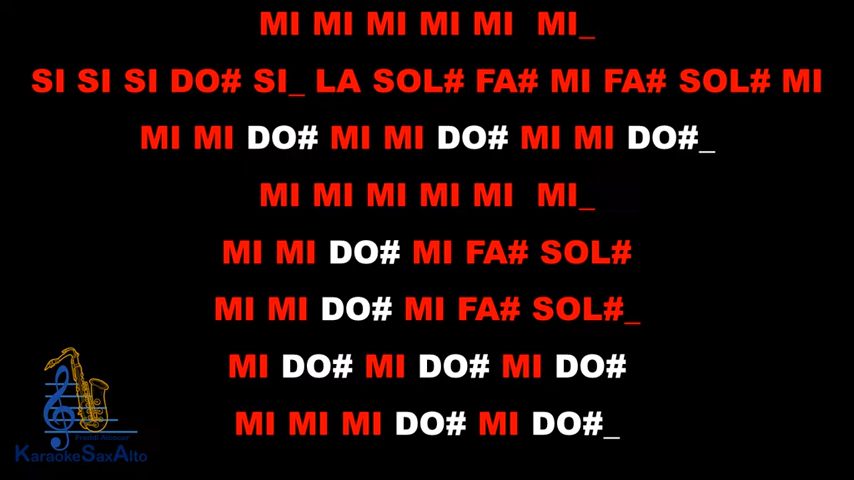 MI MI MI MI MI MI_
SI SI SI DO# SI_ LA SOL# FA# MI FA# SOL# MI
MI MI DO# MI MI DO# MI MI DO#_
MI MI MI MI MI MI_
MI MI DO# MI FA# SOL#
MI MI DO# MI FA# SOL#_
MI DO# MI DO# MI DO#
MI MI MI DO# MI DO#_
KaraokeSaxAlto